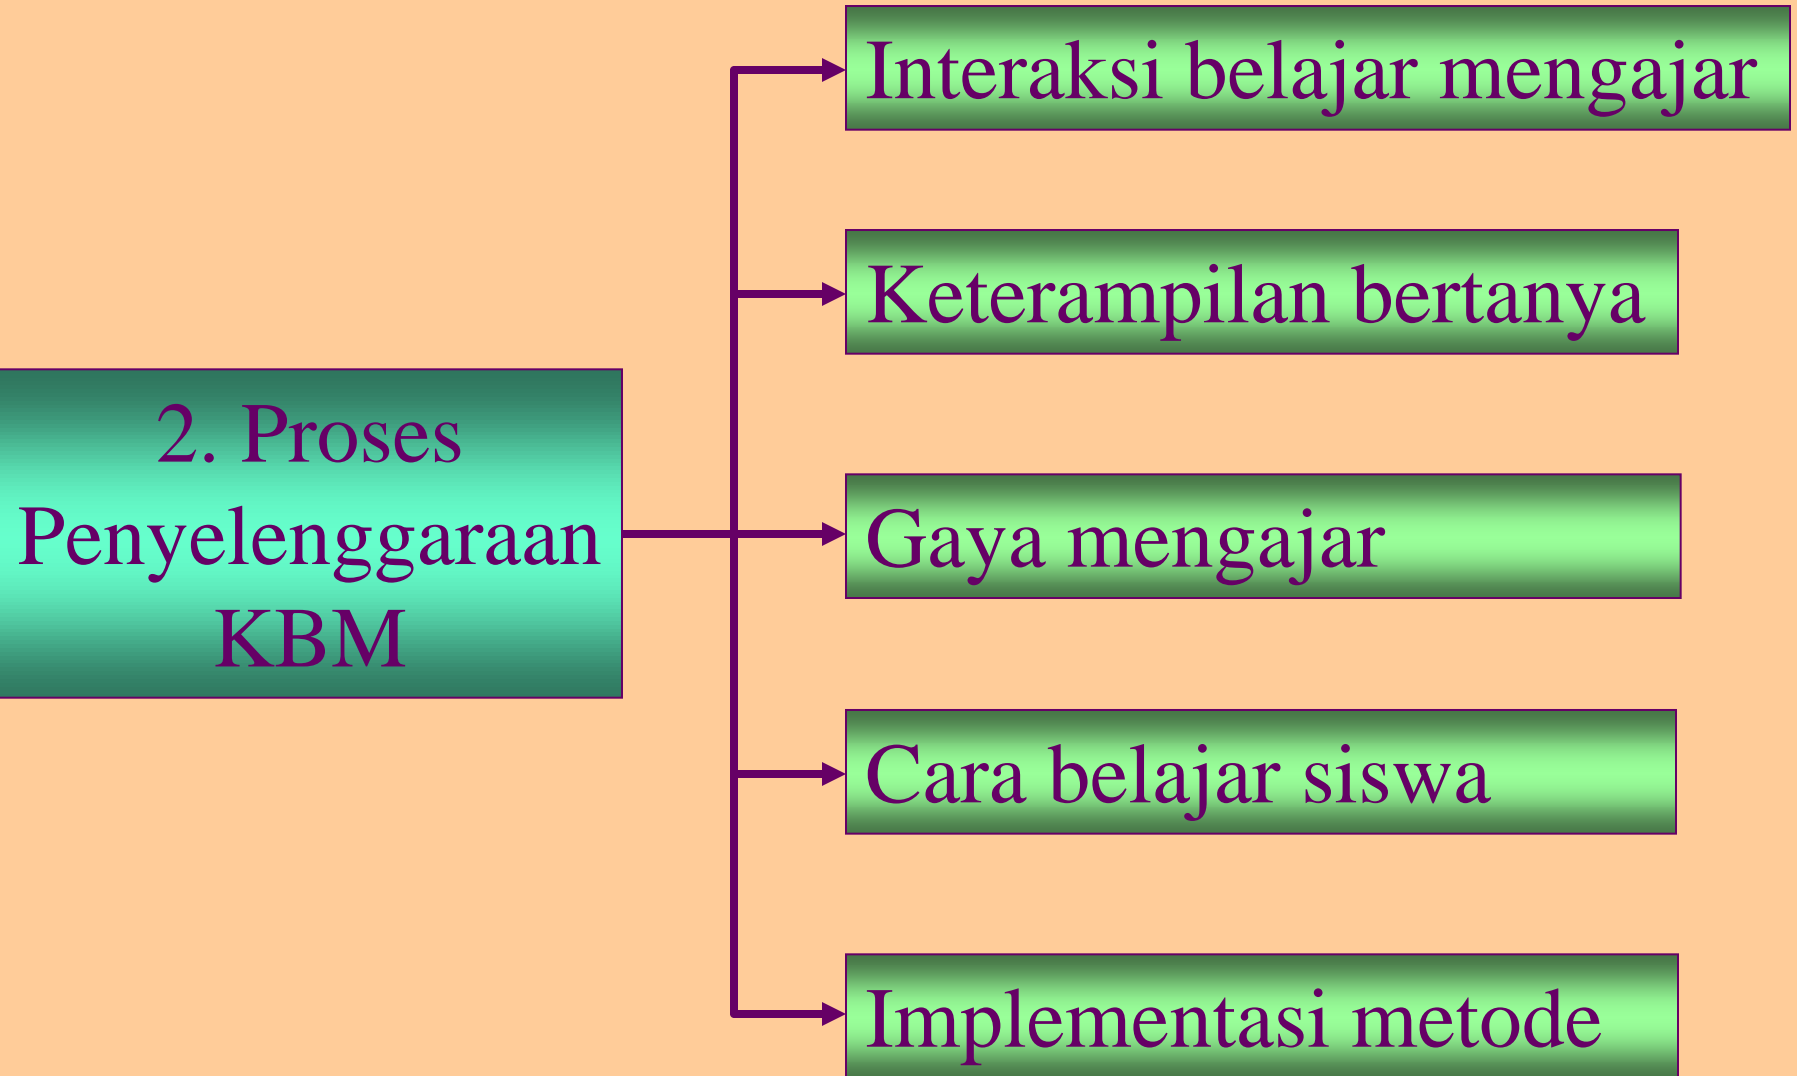 Interaksi belajar mengajar
Keterampilan bertanya
2. Proses
Penyelenggaraan
KBM
Gaya mengajar
Cara belajar siswa
Implementasi metode